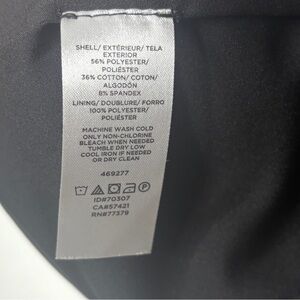 SHELL/ EXTÉRIEUR/ TELA
EXTERIOR
56% POLYESTER/
POLIÉSTER
36% COTTON/ COTON/
ALGODÓN
8% SPANDEX
LINING/ DOUBLURE/ FORRO
100% POLYESTER/
POLIÉSTER
MACHINE WASH COLD
ONLY NON-CHLORINE
BLEACH WHEN NEEDED
TUMBLE DRY LOW
COOL IRON IF NEEDED
OR DRY CLEAN
469277
ID#70307
CA#57421
RN#77379